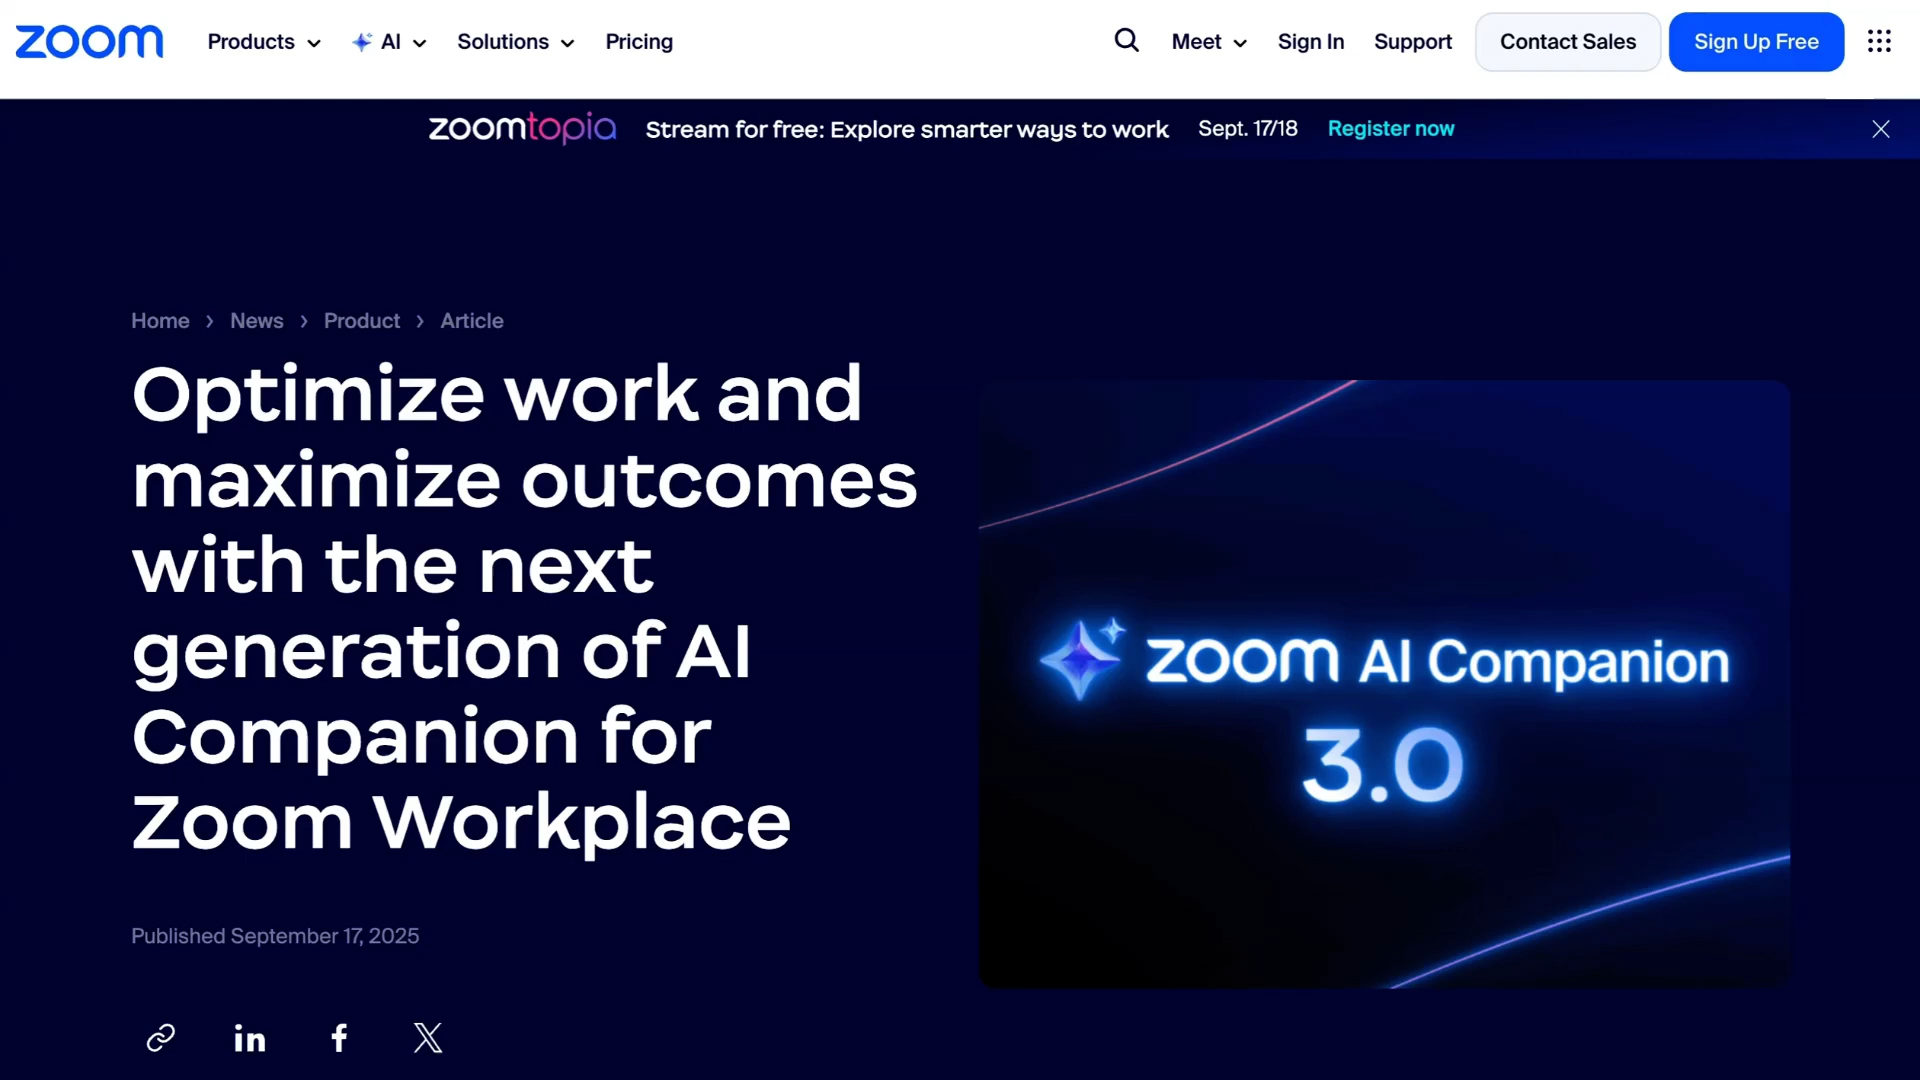 zoom
Products
AI
Solutions
Pricing
Meet
Sign In
Support
Contact Sales
Sign Up Free
zoomtopia Stream for free: Explore smarter ways to work Sept. 17/18 Register now
Home > News > Product > Article
Optimize work and
maximize outcomes
with the next
generation of AI
Companion for
Zoom Workplace
zoom AI Companion
3.0
Published September 17, 2025